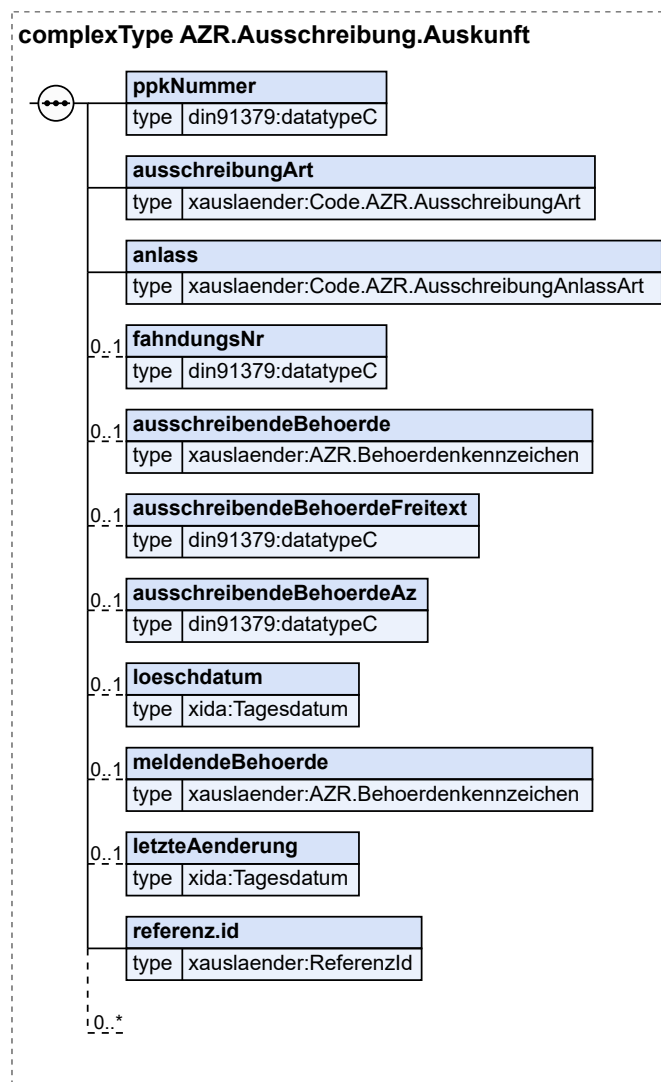 complexType AZR.Ausschreibung.Auskunft
ppkNummer
type din91379:datatypeC
ausschreibungArt
type xauslaender:Code.AZR.AusschreibungArt
anlass
type xauslaender:Code.AZR.AusschreibungAnlassArt
0..1 fahndungsNr
type din91379:datatypeC
0..1 ausschreibendeBehoerde
type xauslaender:AZR.Behoerdenkennzeichen
0..1 ausschreibendeBehoerdeFreitext
type din91379:datatypeC
0..1 ausschreibendeBehoerdeAz
type din91379:datatypeC
0..1 loeschdatum
type xida:Tagesdatum
0..1 meldendeBehoerde
type xauslaender:AZR.Behoerdenkennzeichen
0..1 letzteAenderung
type xida:Tagesdatum
referenz.id
type xauslaender:ReferenzId
0..*